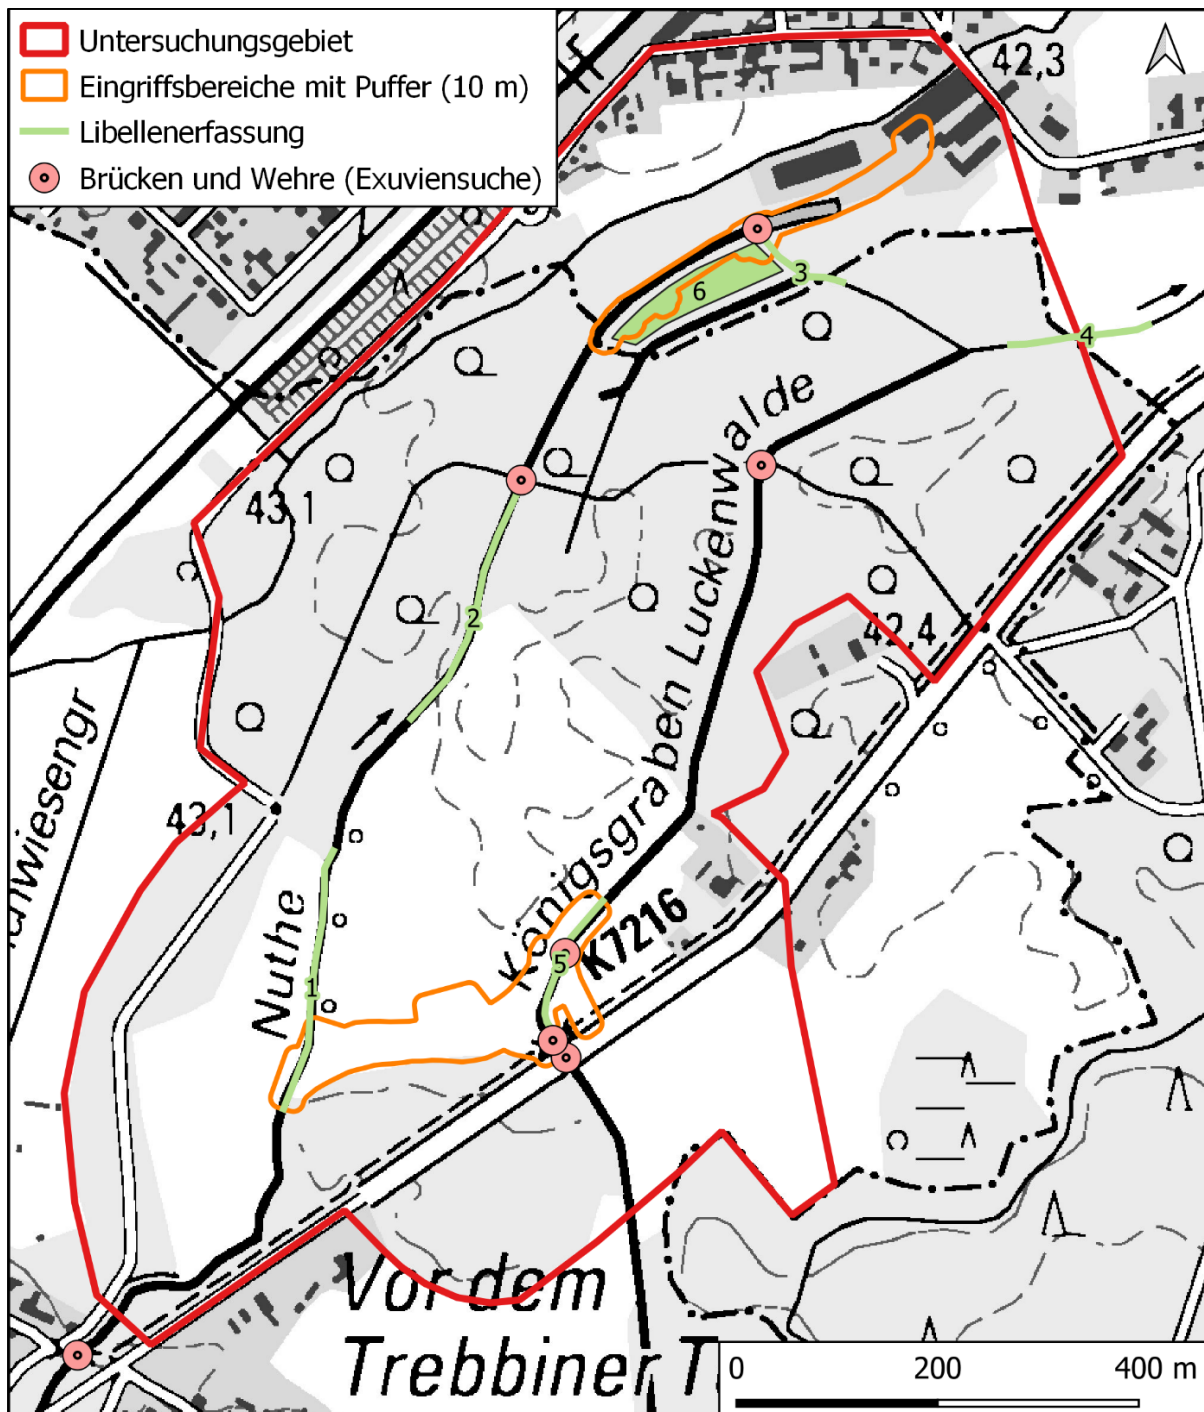 Untersuchungsgebiet
Eingriffsbereiche mit Puffer (10 m)
Libellenerfassung
Brücken und Wehre (Exuviensuche)
42,3
3
6
4
43,1
2
42,4
43,1
Königsgraben Luckenwalde
Nuthe
1
5
K7216
Vor dem
Trebbiner T
0 200 400 m